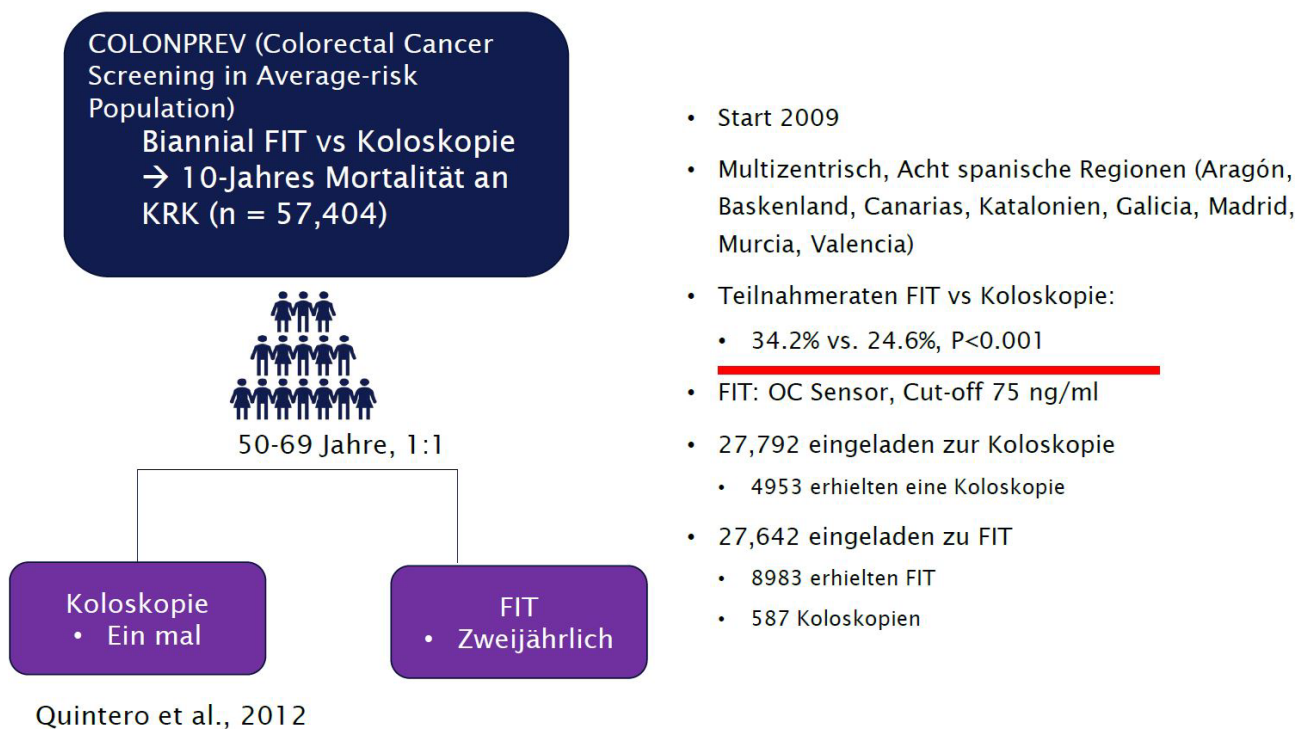 COLONPREV (Colorectal Cancer
Screening in Average-risk
Population)
Biannial FIT vs Koloskopie
→ 10-Jahres Mortalität an
KRK (n = 57,404)
50-69 Jahre, 1:1
Koloskopie
• Ein mal
FIT
• Zweijährlich
Quintero et al., 2012
• Start 2009
• Multizentrisch, Acht spanische Regionen (Aragón,
Baskenland, Canarias, Katalonien, Galicia, Madrid,
Murcia, Valencia)
• Teilnahmeraten FIT vs Koloskopie:
• 34.2% vs. 24.6%, P<0.001
• FIT: OC Sensor, Cut-off 75 ng/ml
• 27,792 eingeladen zur Koloskopie
• 4953 erhielten eine Koloskopie
• 27,642 eingeladen zu FIT
• 8983 erhielten FIT
• 587 Koloskopien